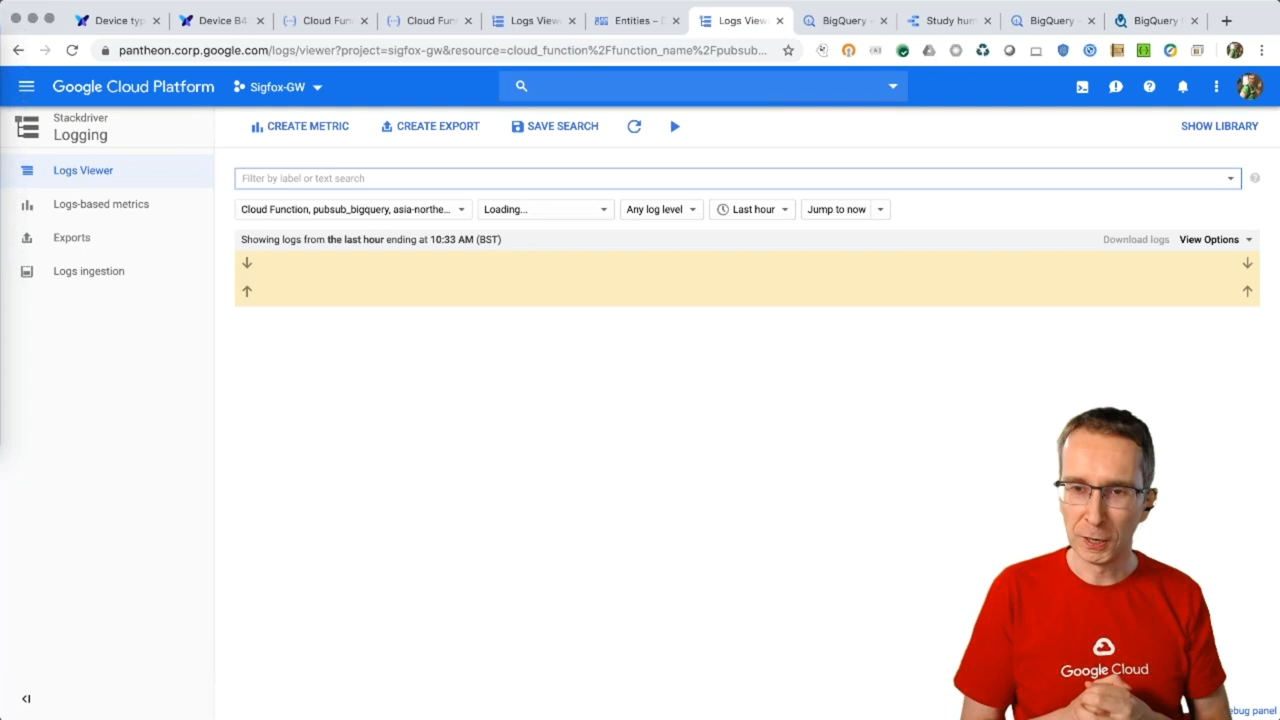 Device typ
Device B4
Cloud Fun
Cloud Fun
Logs View
Entities – D
Logs View
BigQuery –
Study hum
BigQuery –
BigQuery
pantheon.corp.google.com/logs/viewer?project=sigfox-gw&resource=cloud_function%2Ffunction_name%2Fpubsub...
Google Cloud Platform
Sigfox-GW
Stackdriver
Logging
CREATE METRIC
CREATE EXPORT
SAVE SEARCH
SHOW LIBRARY
Logs Viewer
Logs-based metrics
Exports
Logs ingestion
Filter by label or text search
Cloud Function, pubsub_bigquery, asia-northe...
Loading...
Any log level
Last hour
Jump to now
Showing logs from the last hour ending at 10:33 AM (BST)
Download logs
View Options
Google Cloud
ebug panel